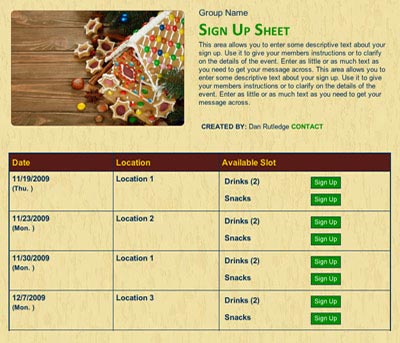 Group Name
SIGN UP SHEET
This area allows you to enter some descriptive text about your
sign up. Use it to give your members instructions or to clarify
on the details of the event. Enter as little or as much text as
you need to get your message across. This area allows you to
enter some descriptive text about your sign up. Use it to give
your members instructions or to clarify on the details of the
event. Enter as little or as much text as you need to get your
message across.
CREATED BY: Dan Rutledge CONTACT
Date Location Available Slot
11/19/2009 Location 1 Drinks (2) Sign Up
(Thu. )
Snacks Sign Up
11/23/2009 Location 2 Drinks (2) Sign Up
(Mon. )
Snacks Sign Up
11/30/2009 Location 1 Drinks (2) Sign Up
(Mon. )
Snacks Sign Up
12/7/2009 Location 3 Drinks (2) Sign Up
(Mon. )
Snacks Sign Up